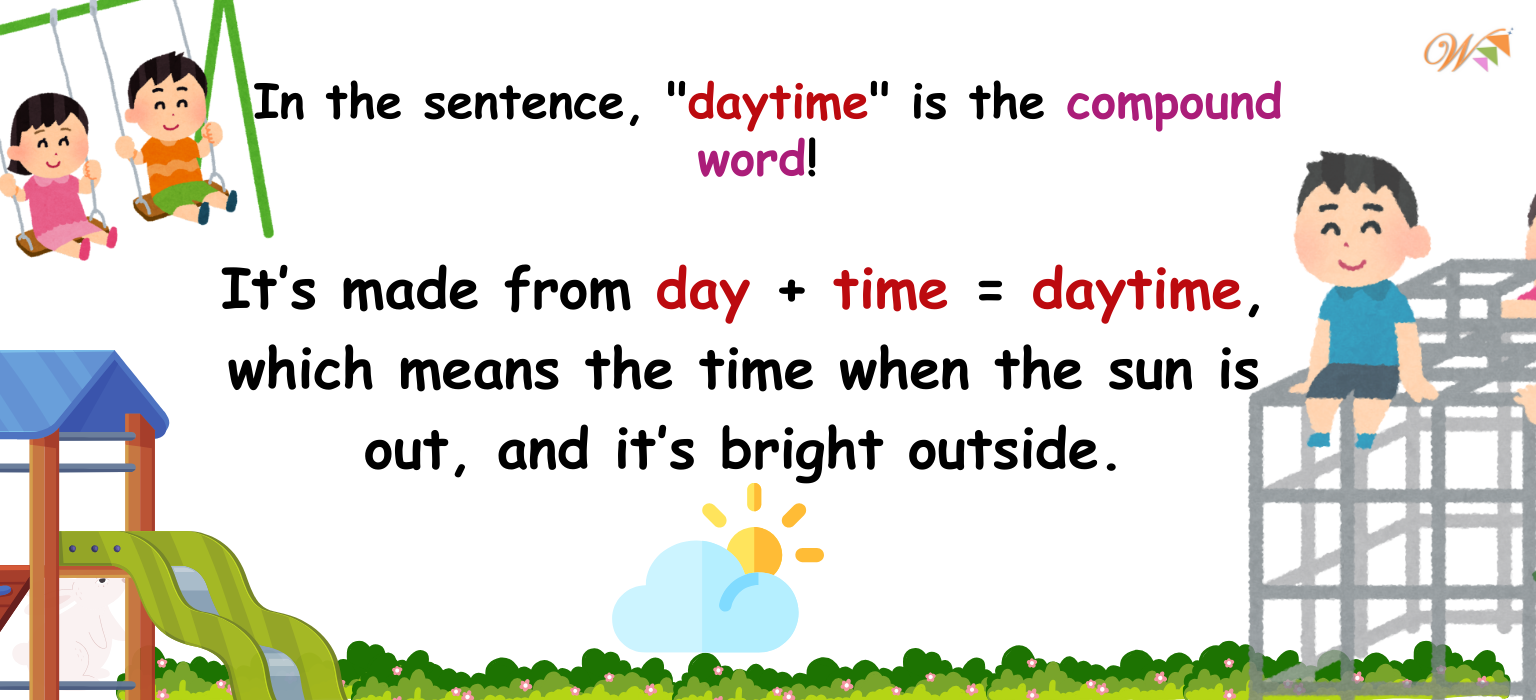 In the sentence, "daytime" is the compound
word!
It's made from day + time = daytime,
which means the time when the sun is
out, and it's bright outside.
W